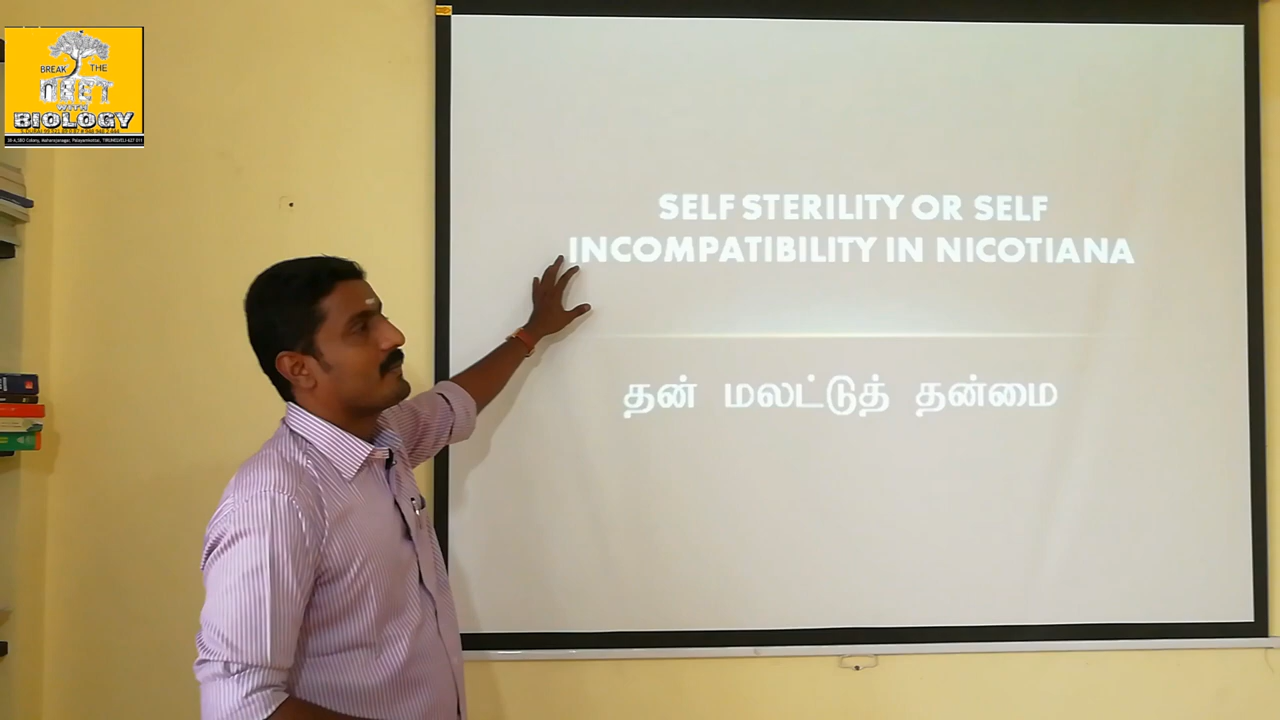 BREAK THE
NEET
WITH
BIOLOGY
SELF STERILITY OR SELF
INCOMPATIBILITY IN NICOTIANA
தன் மலட்டுத் தன்மை